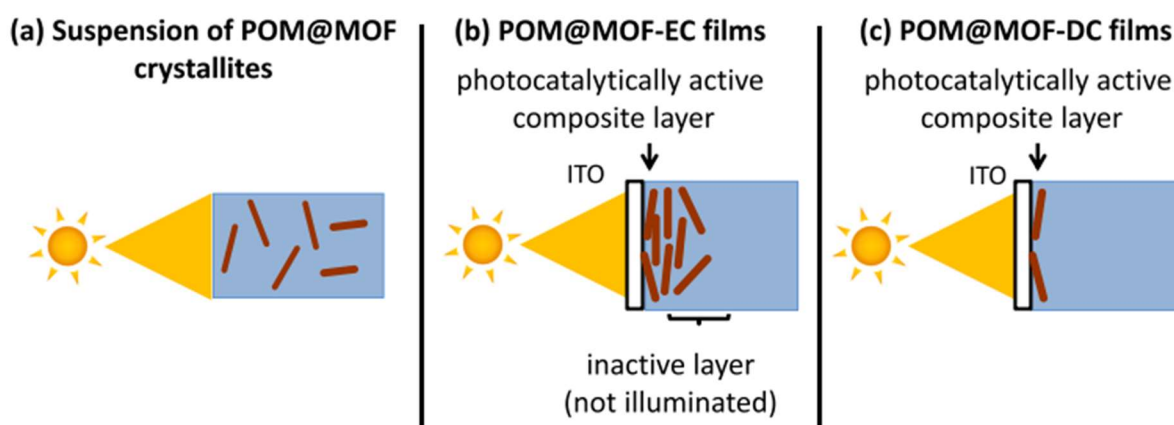 (a) Suspension of POM@MOF
crystallites
(b) POM@MOF-EC films
photocatalytically active
composite layer
ITO
inactive layer
(not illuminated)
(c) POM@MOF-DC films
photocatalytically active
composite layer
ITO